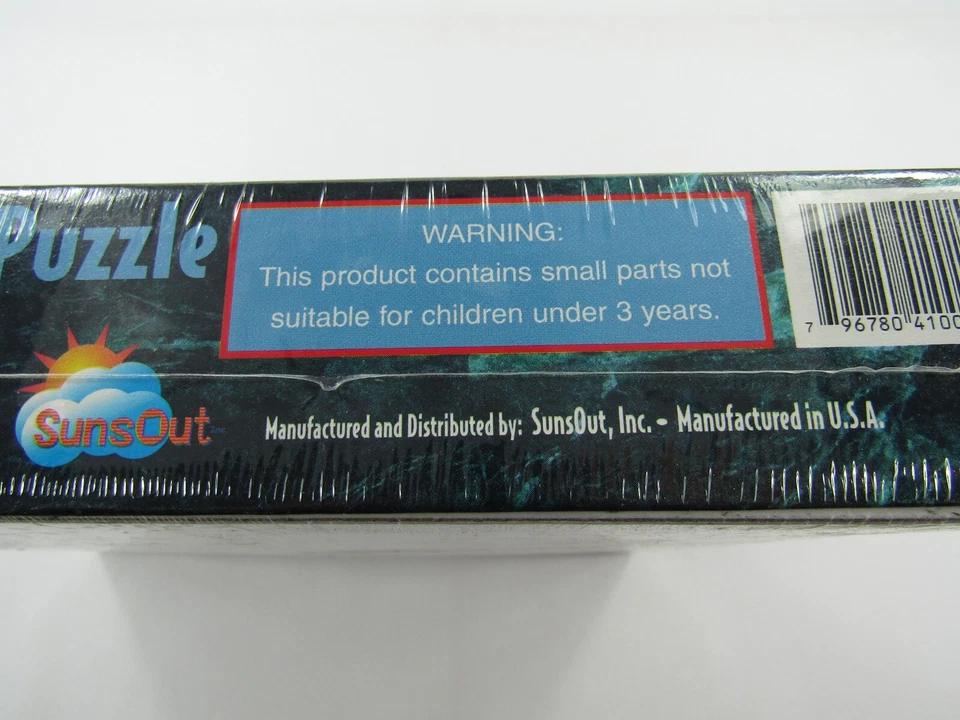 Puzzle
WARNING:
This product contains small parts not
suitable for children under 3 years.
7 96780 4100
SunsOut Inc.
Manufactured and Distributed by: SunsOut, Inc. • Manufactured in U.S.A.